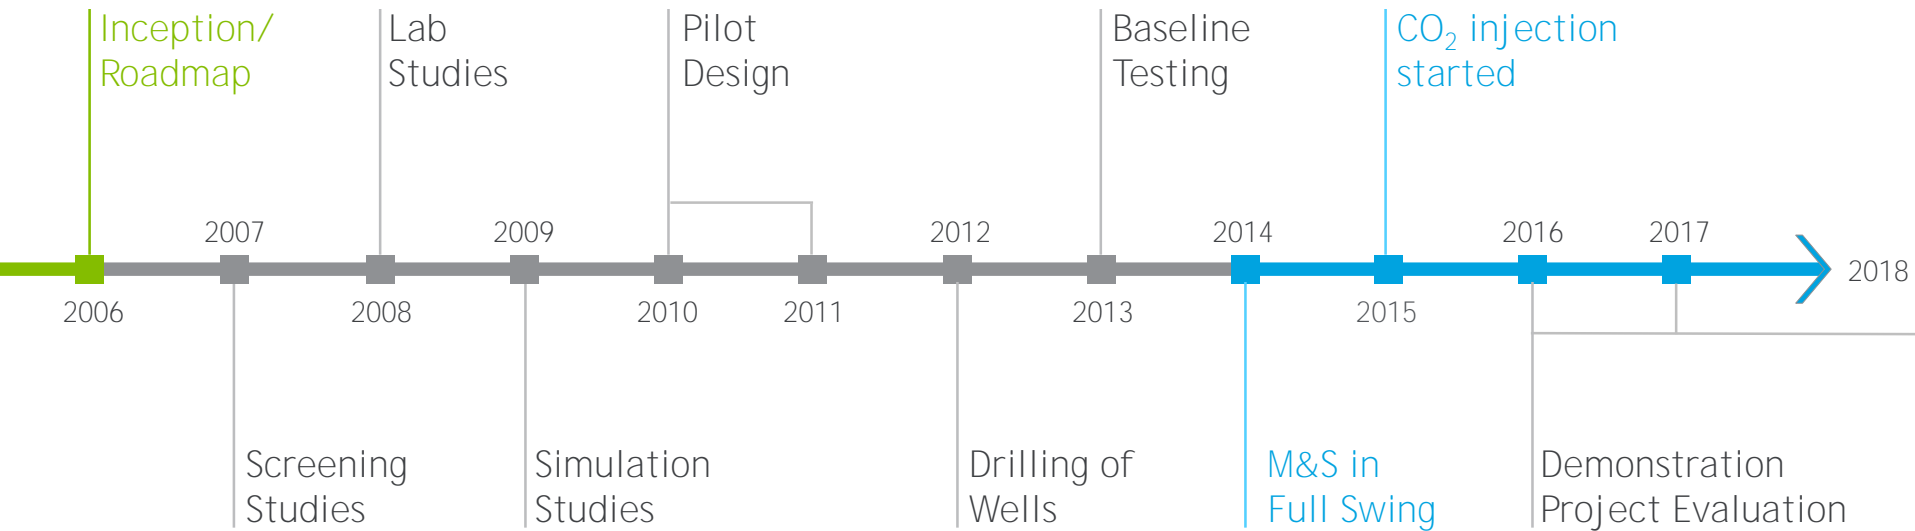 Inception/
Roadmap
Lab
Studies
Pilot
Design
Baseline
Testing
CO₂ injection
started
2007
2009
2012
2014
2016
2017
2018
2006
2008
2010
2011
2013
2015
Screening
Studies
Simulation
Studies
Drilling of
Wells
M&S in
Full Swing
Demonstration
Project Evaluation